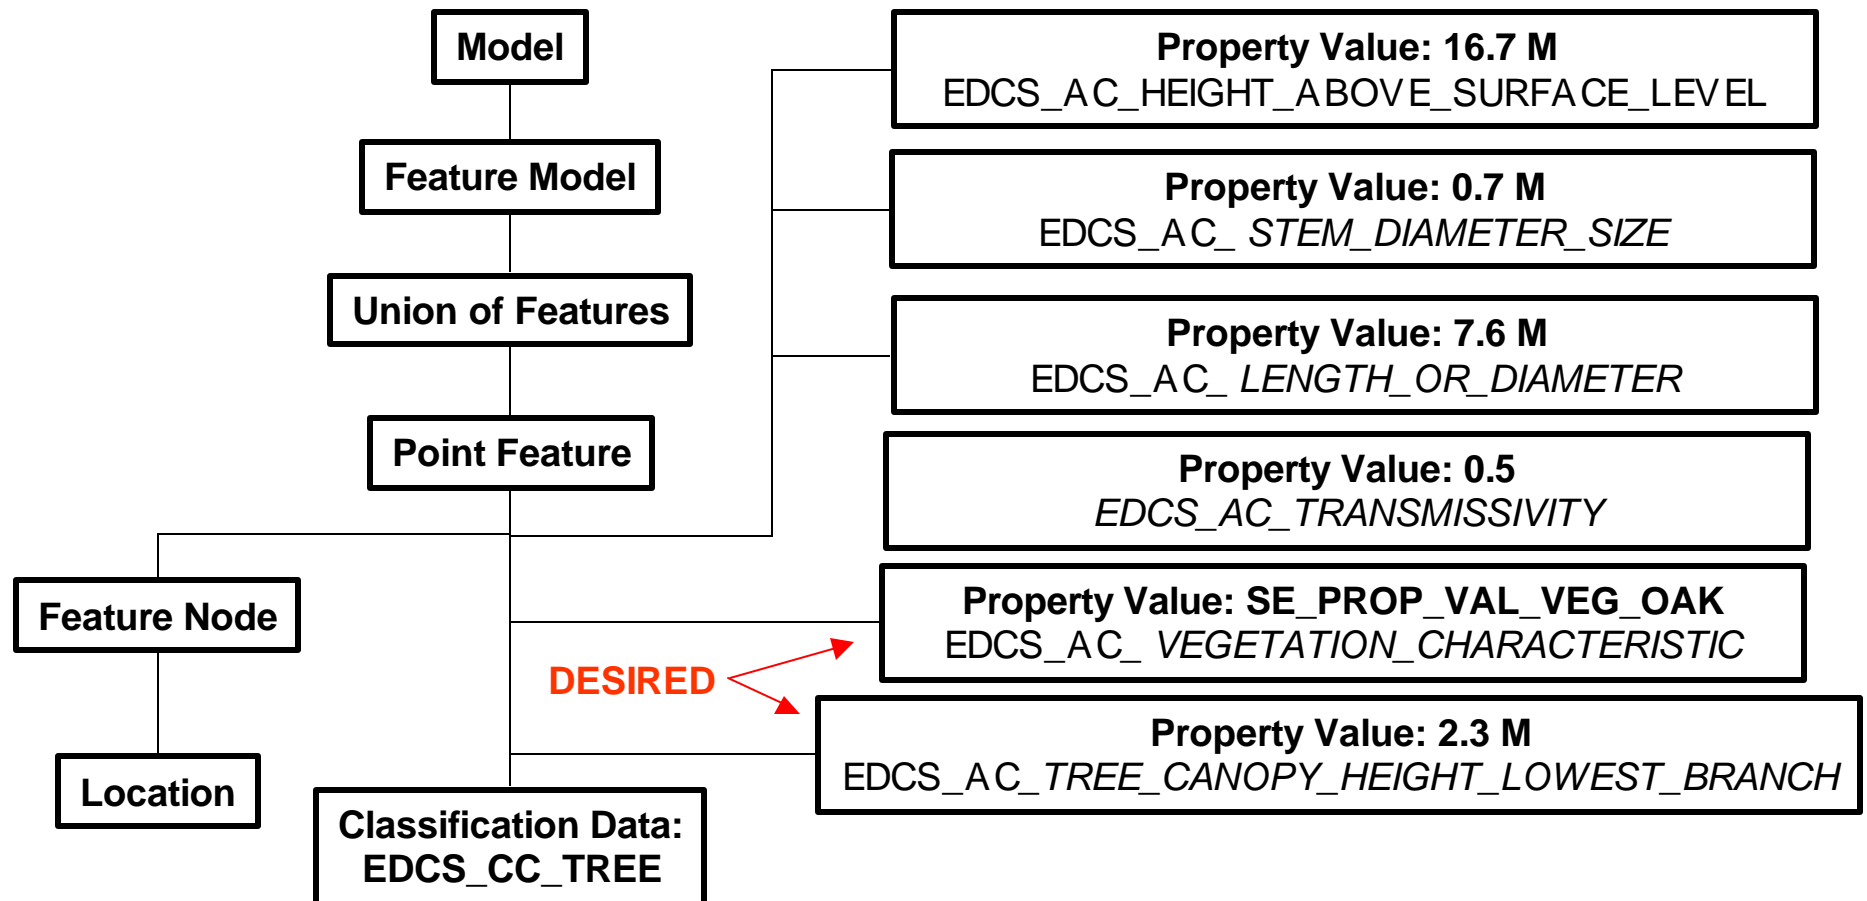 Model
Feature Model
Union of Features
Point Feature
Feature Node
Location
Classification Data:
EDCS_CC_TREE
Property Value: 16.7 M
EDCS_AC_HEIGHT_ABOVE_SURFACE_LEVEL
Property Value: 0.7 M
EDCS_AC_ STEM_DIAMETER_SIZE
Property Value: 7.6 M
EDCS_AC_ LENGTH_OR_DIAMETER
Property Value: 0.5
EDCS_AC_TRANSMISSIVITY
Property Value: SE_PROP_VAL_VEG_OAK
EDCS_AC_ VEGETATION_CHARACTERISTIC
DESIRED
Property Value: 2.3 M
EDCS_AC_TREE_CANOPY_HEIGHT_LOWEST_BRANCH